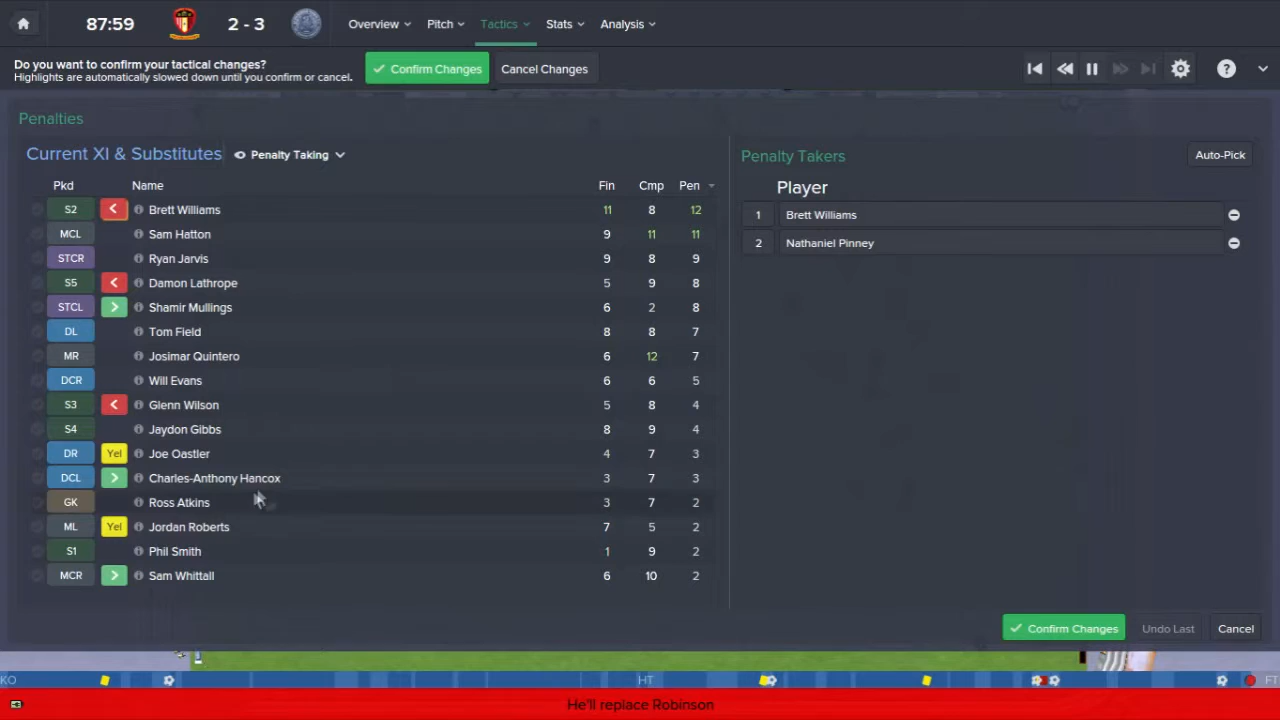 87:59 2 - 3 Overview Pitch Tactics Stats Analysis
Do you want to confirm your tactical changes?
Highlights are automatically slowed down until you confirm or cancel.
Confirm Changes Cancel Changes
Penalties
Current XI & Substitutes Penalty Taking
Pkd Name Fin Cmp Pen
S2 Brett Williams 11 8 12
MCL Sam Hatton 9 11 11
STCR Ryan Jarvis 9 8 9
S5 Damon Lathrope 5 9 8
STCL Shamir Mullings 6 2 8
DL Tom Field 8 8 7
MR Josimar Quintero 6 12 7
DCR Will Evans 6 6 5
S3 Glenn Wilson 5 8 4
S4 Jaydon Gibbs 8 9 4
DR Yel Joe Oastler 4 7 3
DCL Charles-Anthony Hancox 3 7 3
GK Ross Atkins 3 7 2
ML Yel Jordan Roberts 7 5 2
S1 Phil Smith 1 9 2
MCR Sam Whittall 6 10 2
Penalty Takers Auto-Pick
Player
1 Brett Williams
2 Nathaniel Pinney
Confirm Changes Undo Last Cancel
KO HT FT
He'll replace Robinson